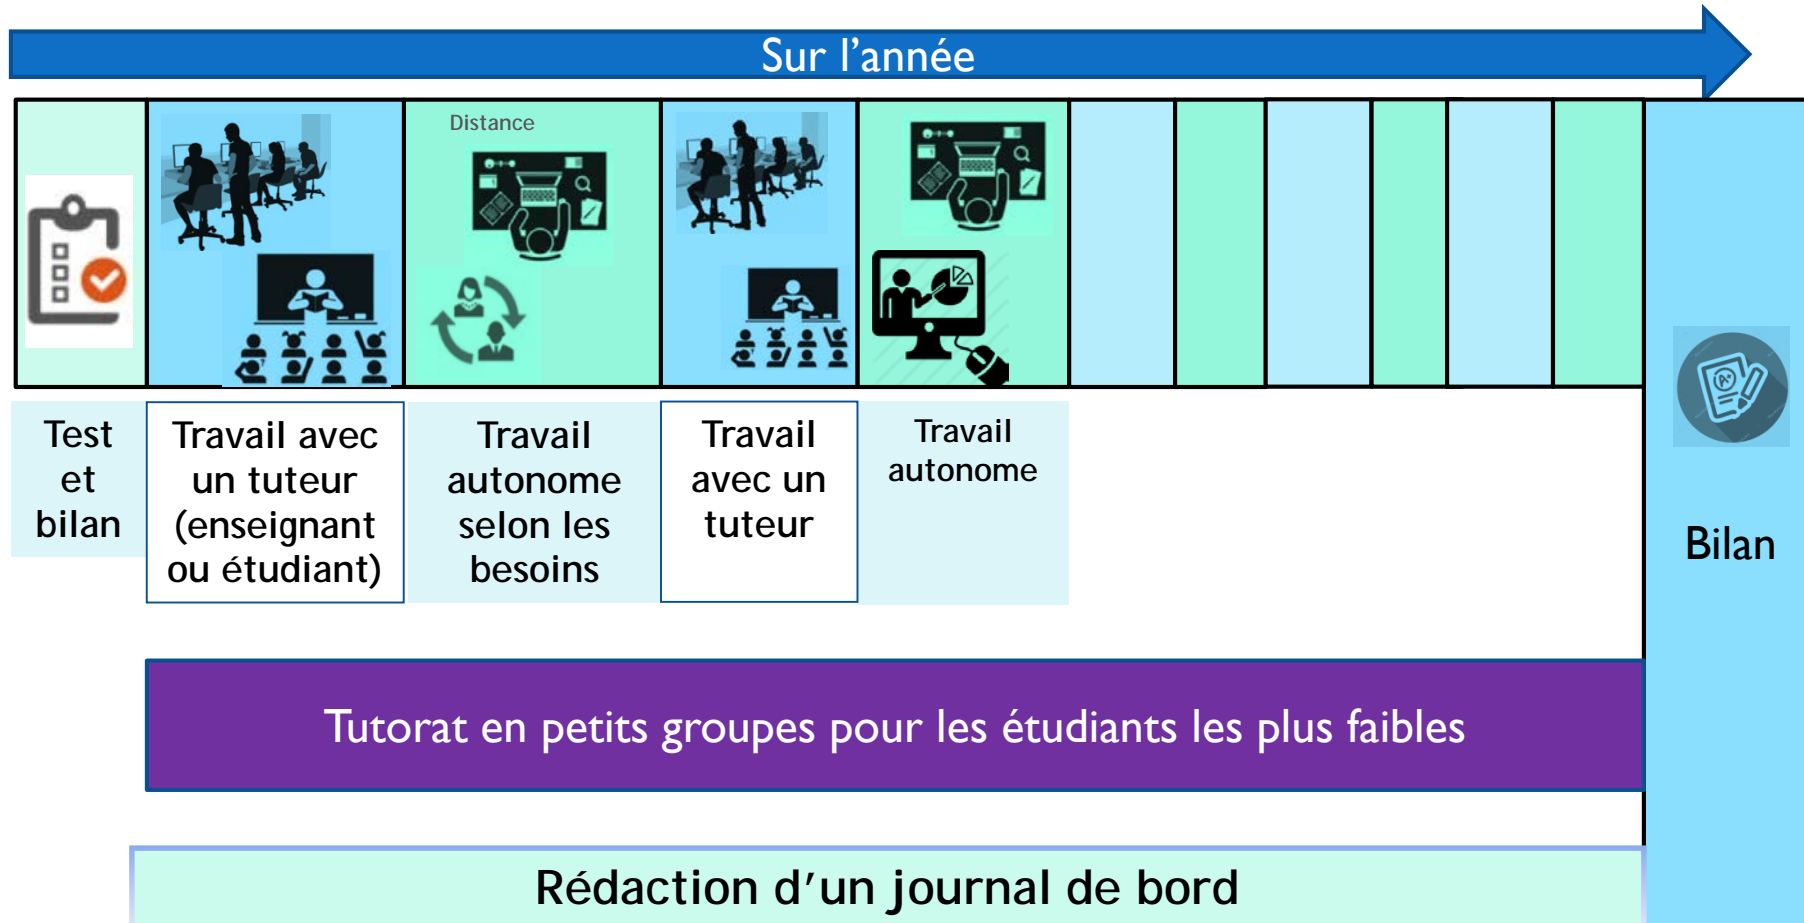 Sur l’année
Distance
Test
et
bilan
Travail avec
un tuteur
(enseignant
ou étudiant)
Travail
autonome
selon les
besoins
Travail
avec un
tuteur
Travail
autonome
A+
Bilan
Tutorat en petits groupes pour les étudiants les plus faibles
Rédaction d’un journal de bord